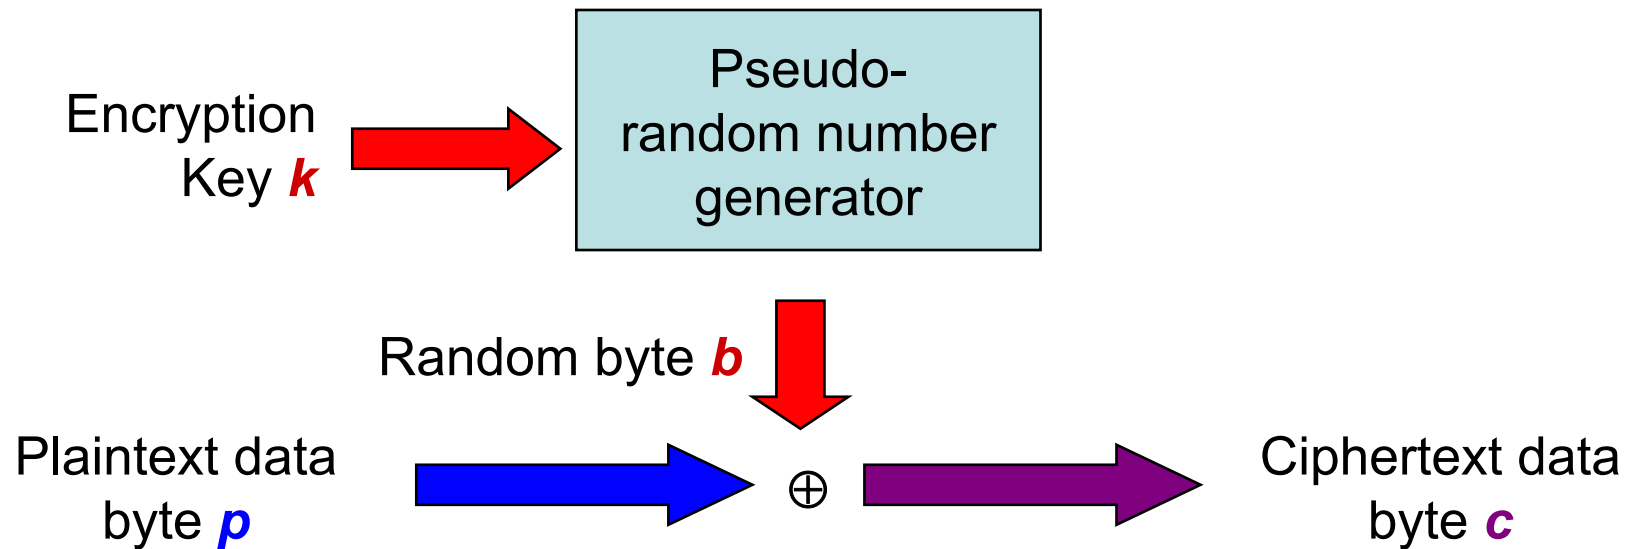 Encryption
Key k
Pseudo-
random number
generator
Random byte b
Plaintext data
byte p
⊕
Ciphertext data
byte c